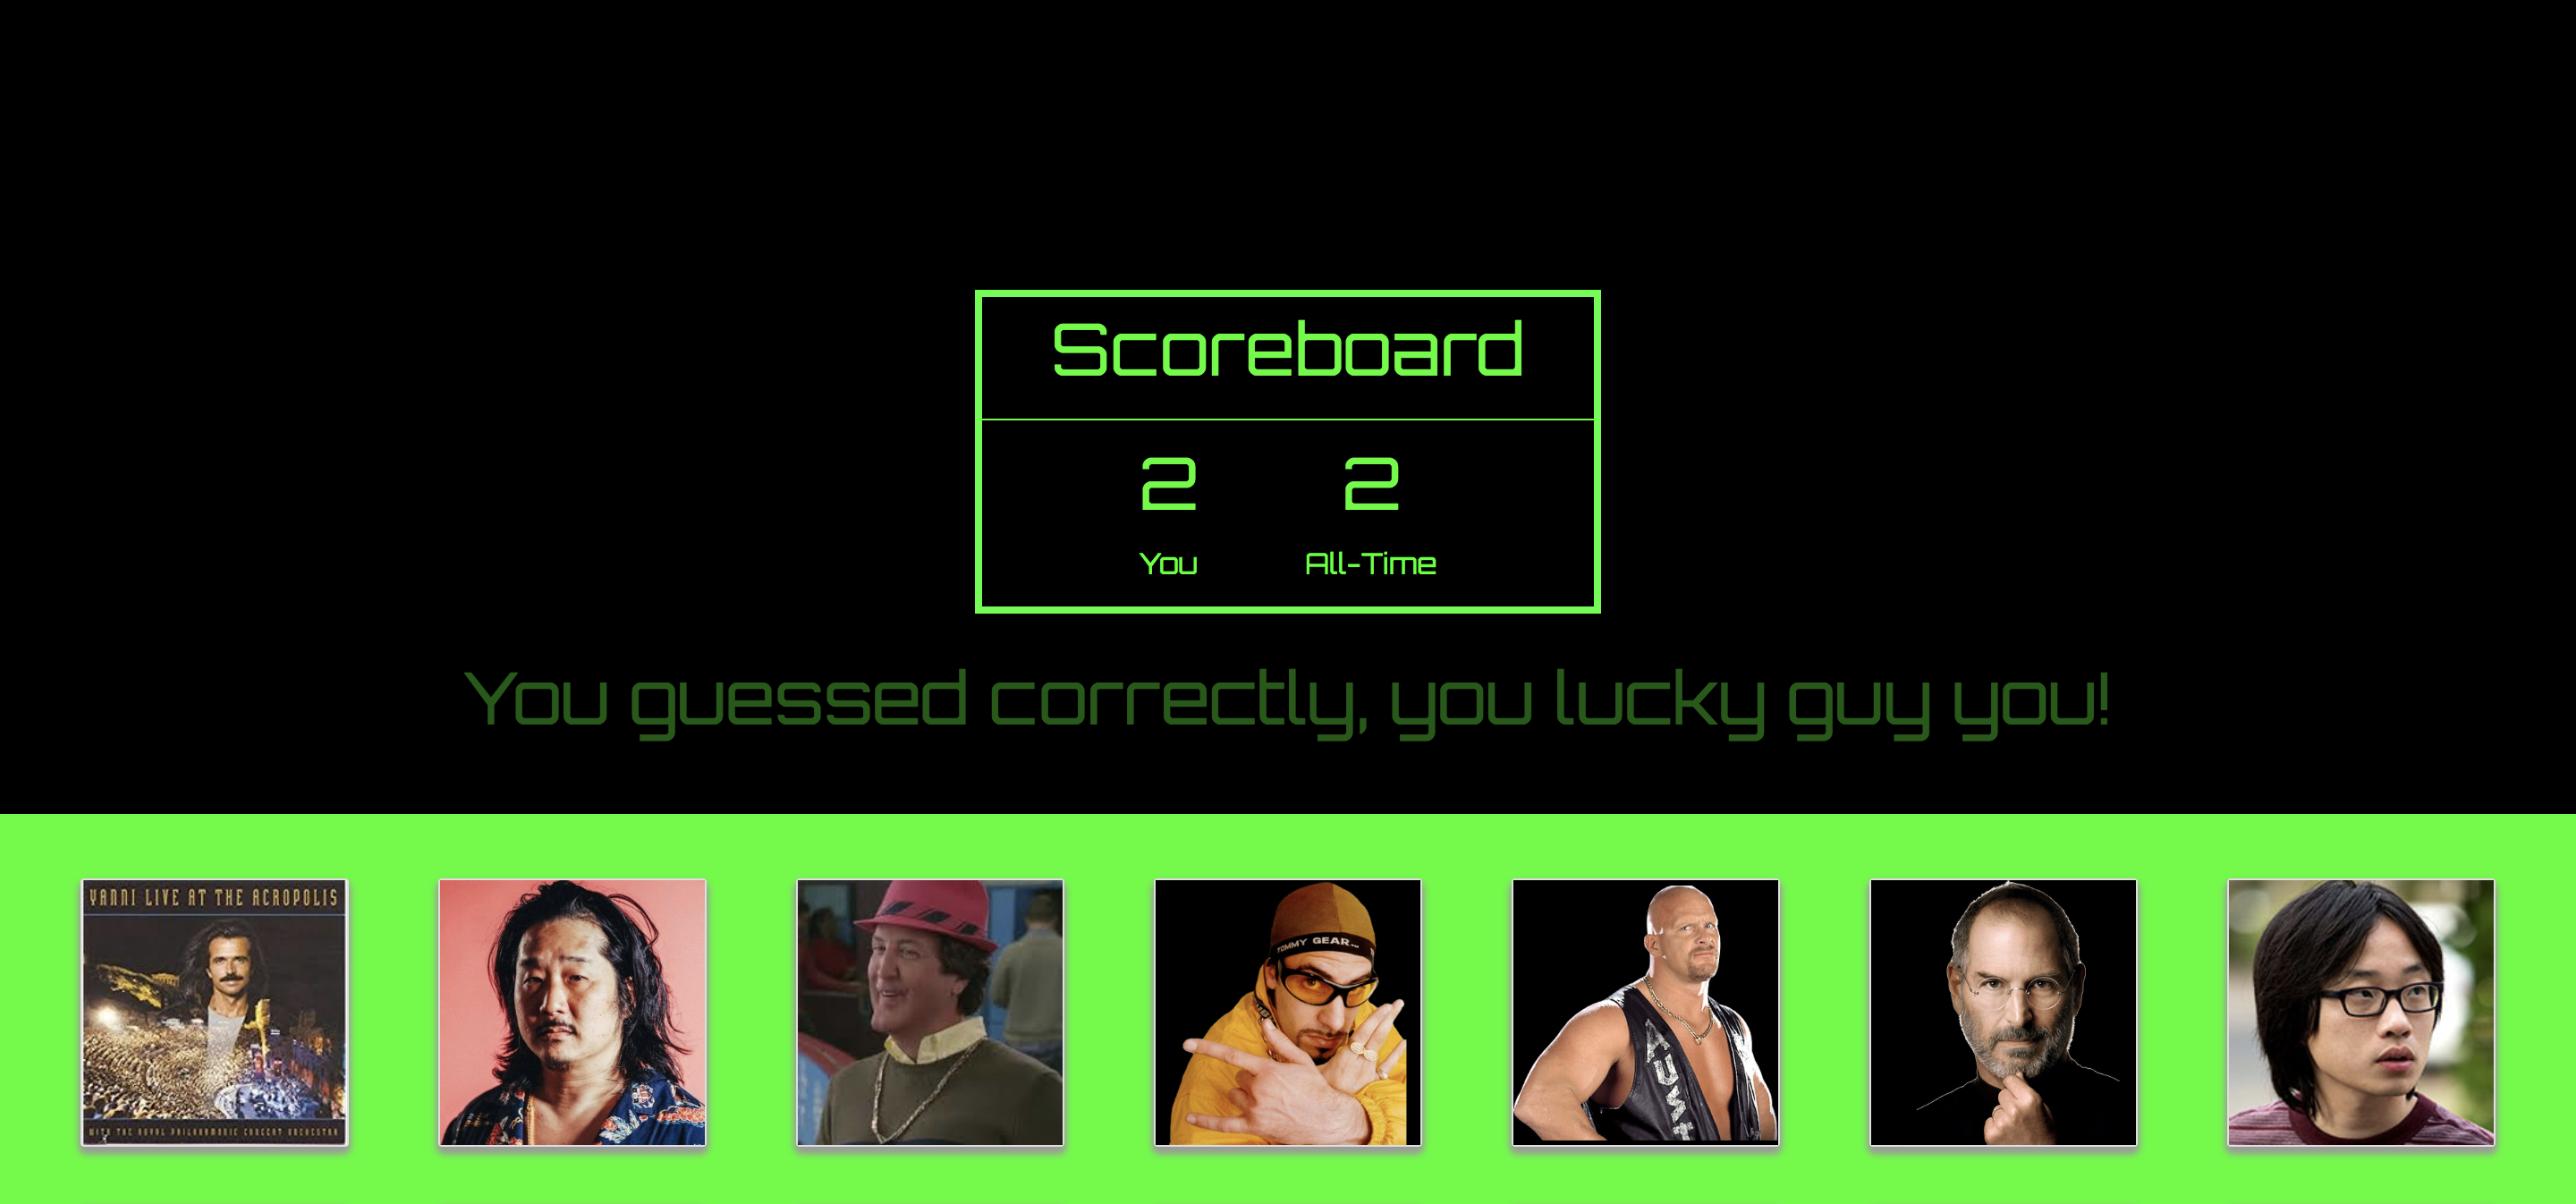 Scoreboard
2 2
You All-Time
You guessed correctly, you lucky guy you!
YANNI LIVE AT THE ACROPOLIS
WITH THE ROYAL PHILHARMONIC CONCERT ORCHESTRA
TOMMY GEAR